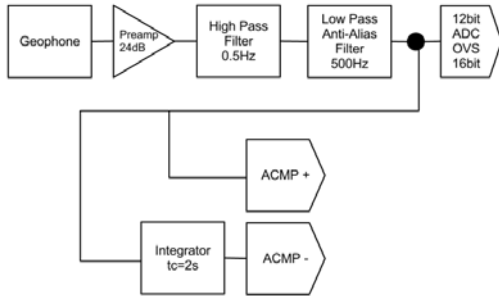 Geophone
Preamp
24dB
High Pass
Filter
0.5Hz
Low Pass
Anti-Alias
Filter
500Hz
12bit
ADC
OVS
16bit
ACMP +
Integrator
tc=2s
ACMP -